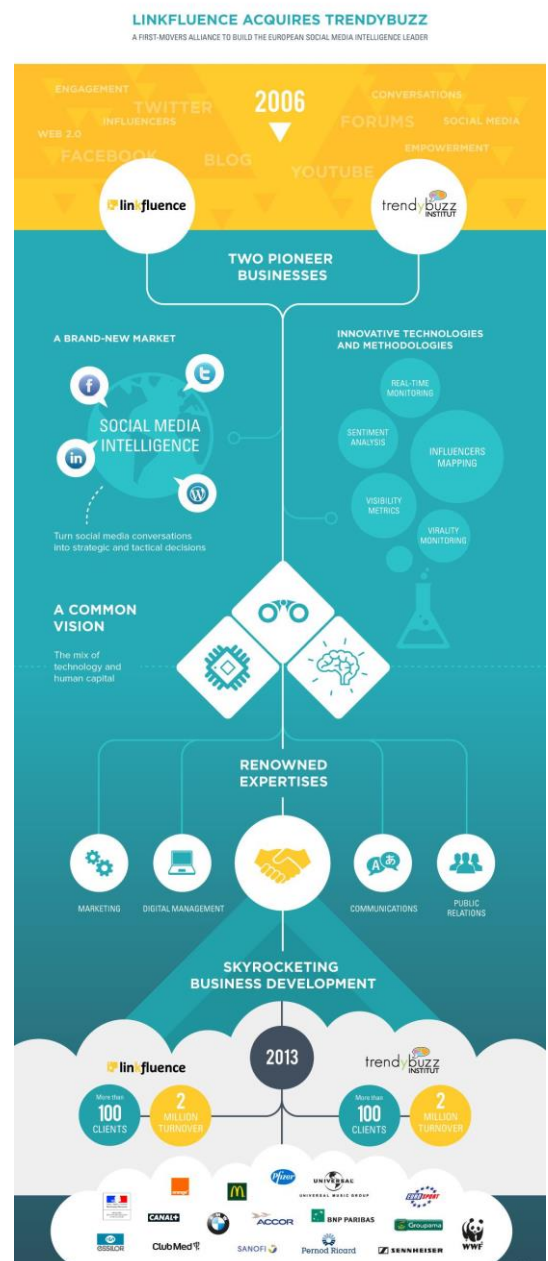 LINKFLUENCE ACQUIRES TRENDYBUZZ
A FIRST-MOVERS ALLIANCE TO BUILD THE EUROPEAN SOCIAL MEDIA INTELLIGENCE LEADER
2006
ENGAGEMENT
TWITTER
INFLUENCERS
WEB 2.0
FACEBOOK
BLOG
CONVERSATIONS
FORUMS
SOCIAL MEDIA
EMPOWERMENT
YOUTUBE
linkfluence
trendybuzz
INSTITUT
TWO PIONEER
BUSINESSES
A BRAND-NEW MARKET
SOCIAL MEDIA
INTELLIGENCE
Turn social media conversations
into strategic and tactical decisions
INNOVATIVE TECHNOLOGIES
AND METHODOLOGIES
REAL-TIME
MONITORING
SENTIMENT
ANALYSIS
INFLUENCERS
MAPPING
VISIBILITY
METRICS
VIRALITY
MONITORING
A COMMON
VISION
The mix of
technology and
human capital
RENOWNED
EXPERTISES
MARKETING
DIGITAL MANAGEMENT
COMMUNICATIONS
PUBLIC
RELATIONS
SKYROCKETING
BUSINESS DEVELOPMENT
2013
linkfluence
More than
100
CLIENTS
2
MILLION
TURNOVER
trendybuzz
INSTITUT
More than
100
CLIENTS
2
MILLION
TURNOVER
orange
Pfizer
UNIVERSAL
UNIVERSAL MUSIC GROUP
EUROSPORT
CANAL+
BMW
ACCOR
BNP PARIBAS
Groupama
WWF
ESSILOR
Club Med
SANOFI
Pernod Ricard
SENNHEISER